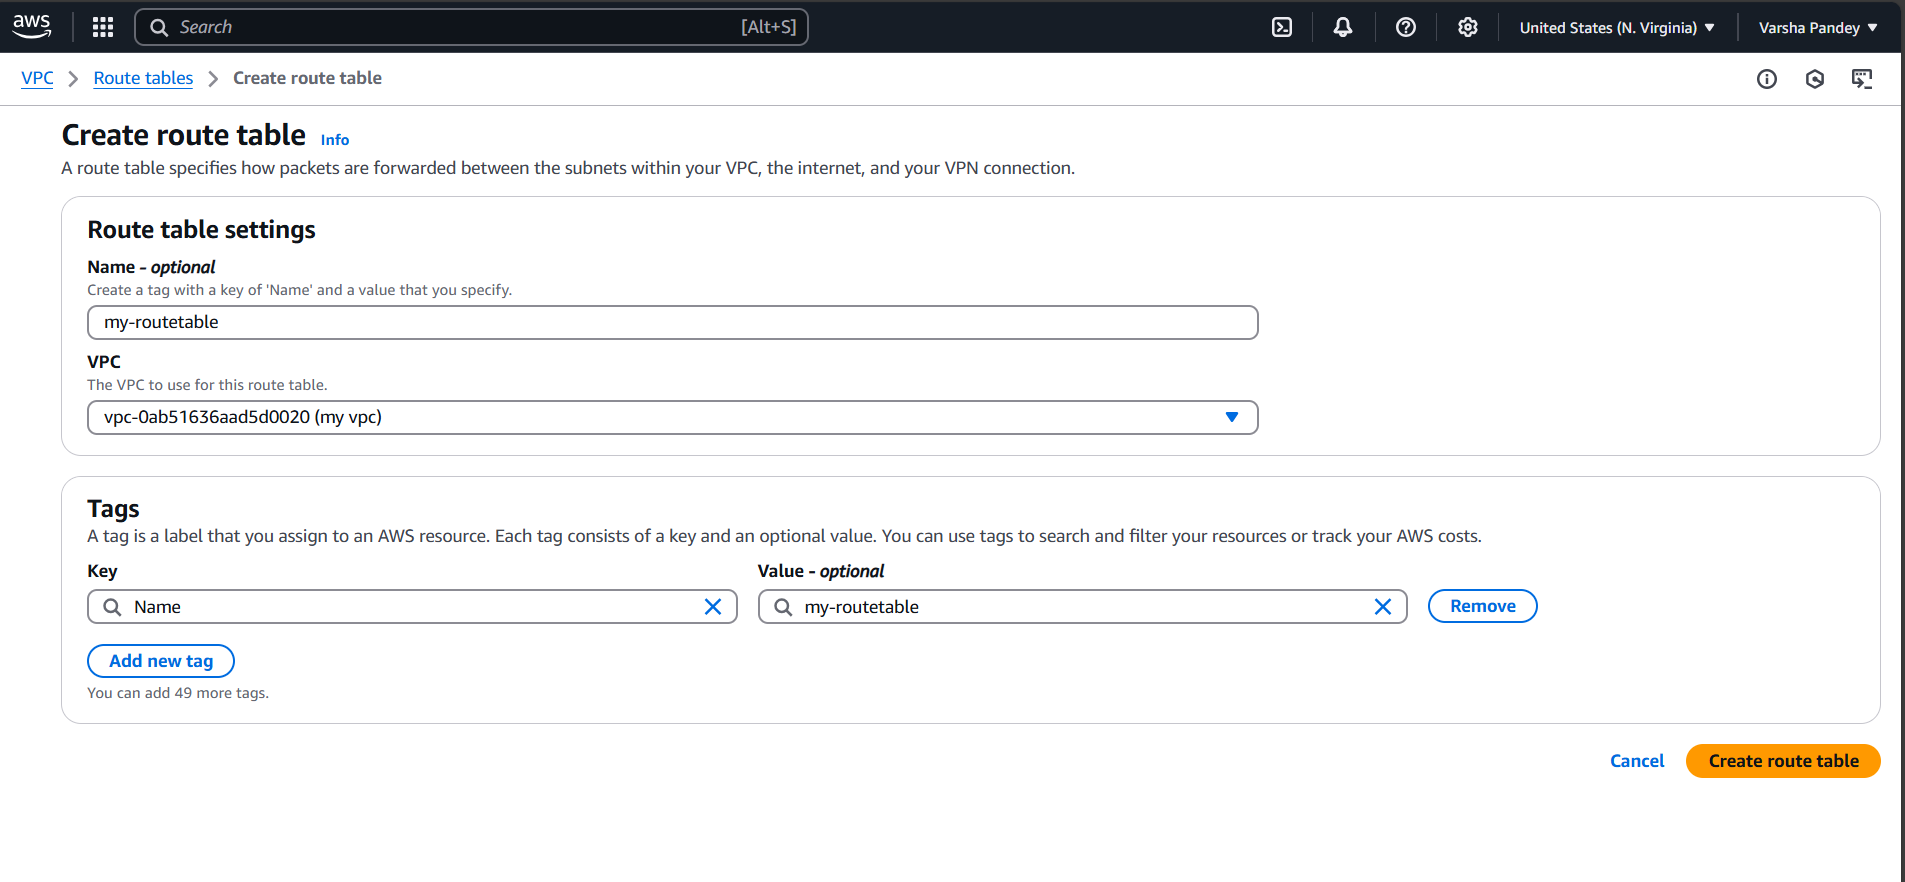 aws
Search [Alt+S] United States (N. Virginia) Varsha Pandey
VPC Route tables Create route table
Create route table Info
A route table specifies how packets are forwarded between the subnets within your VPC, the internet, and your VPN connection.
Route table settings
Name - optional
Create a tag with a key of 'Name' and a value that you specify.
my-routetable
VPC
The VPC to use for this route table.
vpc-0ab51636aad5d0020 (my vpc)
Tags
A tag is a label that you assign to an AWS resource. Each tag consists of a key and an optional value. You can use tags to search and filter your resources or track your AWS costs.
Key Value - optional
Name my-routetable Remove
Add new tag
You can add 49 more tags.
Cancel Create route table